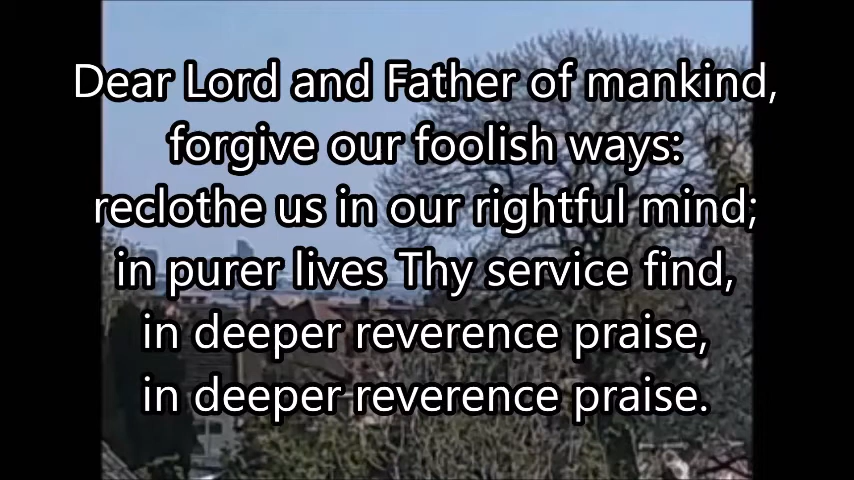 Dear Lord and Father of mankind,
forgive our foolish ways:
reclothe us in our rightful mind;
in purer lives Thy service find,
in deeper reverence praise,
in deeper reverence praise.